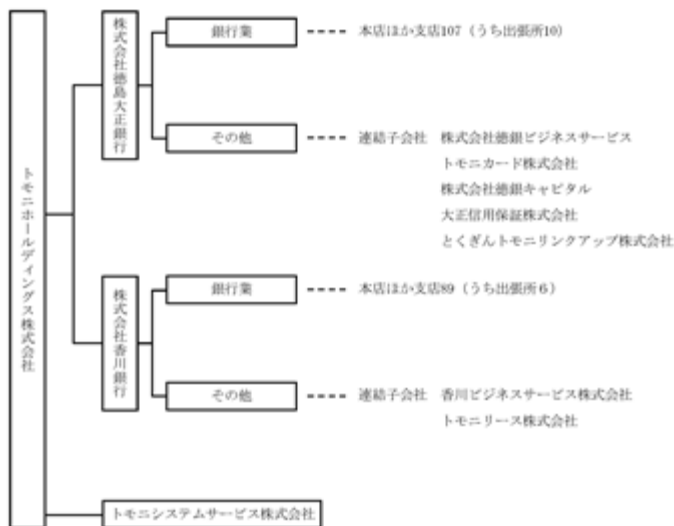 トモニホールディングス株式会社
株式会社徳島大正銀行
銀行業
本店ほか支店107(うち出張所10)
その他
連結子会社 株式会社徳銀ビジネスサービス
トモニカード株式会社
株式会社徳銀キャピタル
大正信用保証株式会社
とくぎんトモニリンクアップ株式会社
株式会社香川銀行
銀行業
本店ほか支店89(うち出張所6)
その他
連結子会社 香川ビジネスサービス株式会社
トモニリース株式会社
トモニシステムサービス株式会社